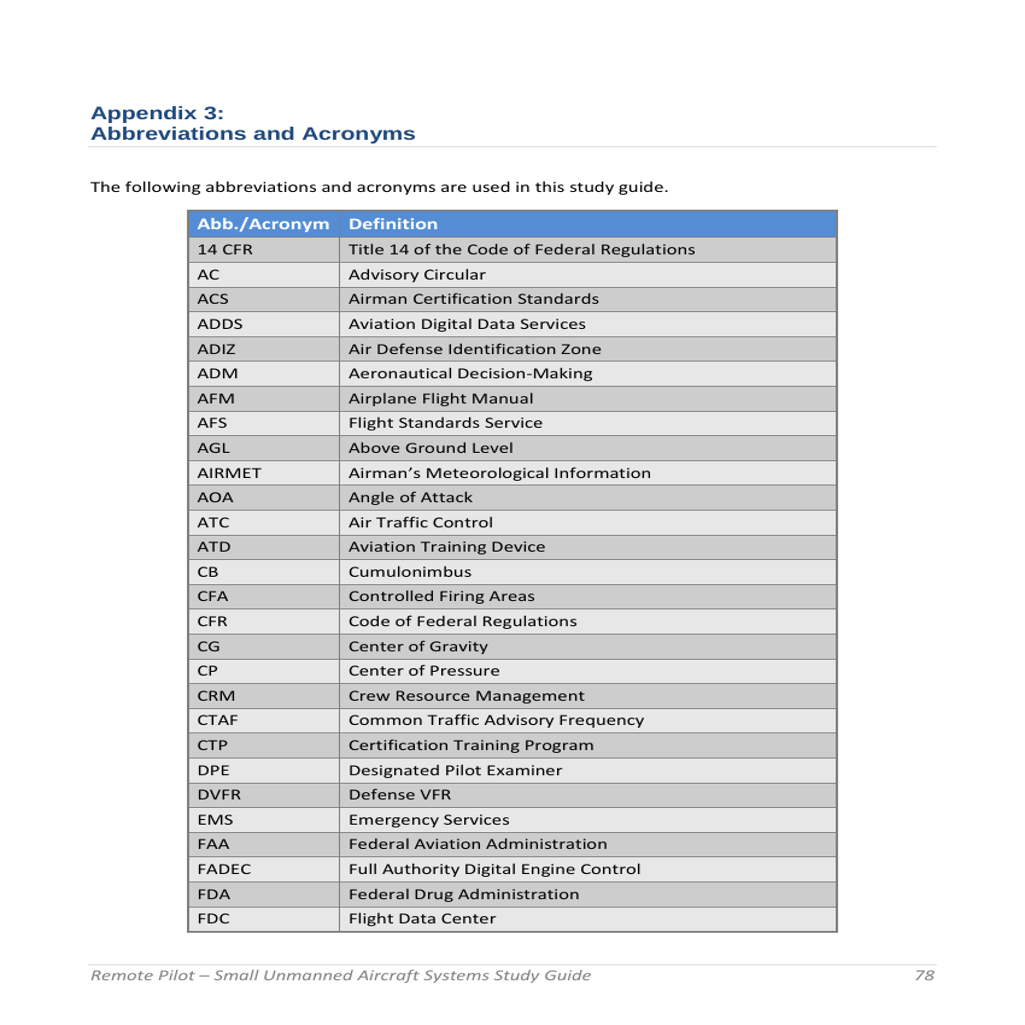 Appendix 3:
Abbreviations and Acronyms
The following abbreviations and acronyms are used in this study guide.
Abb./Acronym Definition
14 CFR Title 14 of the Code of Federal Regulations
AC Advisory Circular
ACS Airman Certification Standards
ADDS Aviation Digital Data Services
ADIZ Air Defense Identification Zone
ADM Aeronautical Decision-Making
AFM Airplane Flight Manual
AFS Flight Standards Service
AGL Above Ground Level
AIRMET Airman’s Meteorological Information
AOA Angle of Attack
ATC Air Traffic Control
ATD Aviation Training Device
CB Cumulonimbus
CFA Controlled Firing Areas
CFR Code of Federal Regulations
CG Center of Gravity
CP Center of Pressure
CRM Crew Resource Management
CTAF Common Traffic Advisory Frequency
CTP Certification Training Program
DPE Designated Pilot Examiner
DVFR Defense VFR
EMS Emergency Services
FAA Federal Aviation Administration
FADEC Full Authority Digital Engine Control
FDA Federal Drug Administration
FDC Flight Data Center
Remote Pilot – Small Unmanned Aircraft Systems Study Guide 78